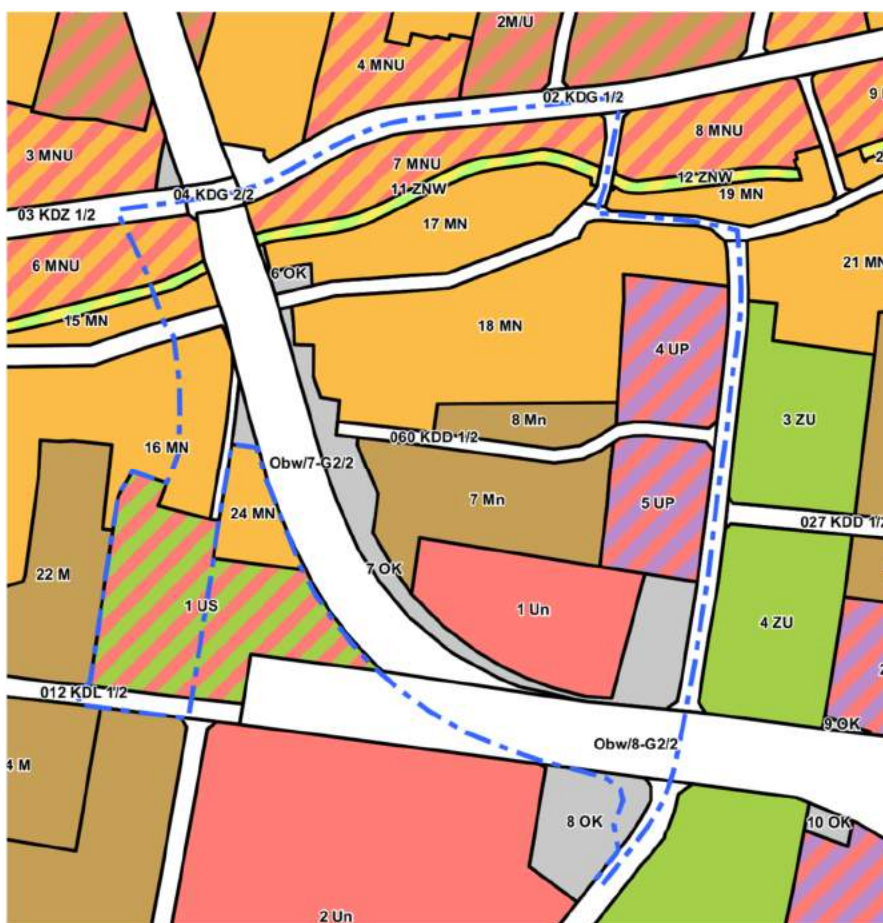 2M/U
4 MNU
02 KDG 1/2
9
8 MNU
3 MNU
7 MNU
2
04 KDG 2/2
11 ZNW
12 ZNW
19 MN
03 KDZ 1/2
17 MN
6 MNU
6 OK
21 MN
15 MN
18 MN
4 UP
8 Mn
3 ZU
060 KDD 1/2
16 MN
Obw/7-G2/2
7 Mn
5 UP
24 MN
027 KDD 1/2
7 OK
22 M
1 US
1 Un
4 ZU
2
012 KDL 1/2
9 OK
Obw/8-G2/2
4 M
8 OK
10 OK
2 Un